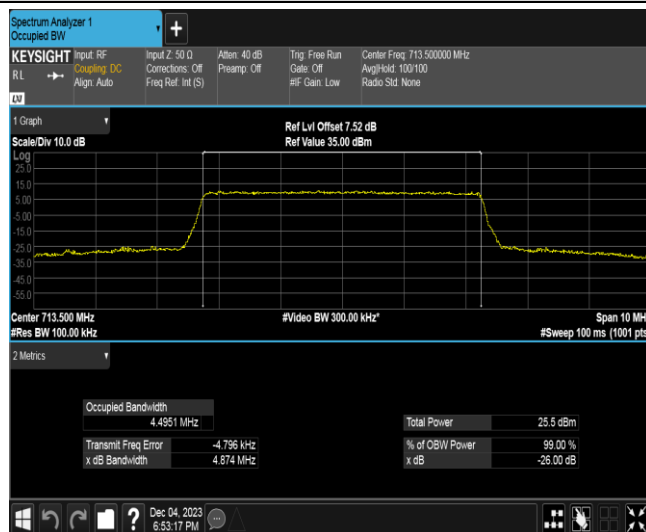 Spectrum Analyzer 1
Occupied BW
+
KEYSIGHT
RL
LXI
Input: RF
Coupling: DC
Align: Auto
Input Z: 50 Ω
Corrections: Off
Freq Ref: Int (S)
Atten: 40 dB
Preamp: Off
Trig: Free Run
Gate: Off
#IF Gain: Low
Center Freq: 713.500000 MHz
Avg|Hold: 100/100
Radio Std: None
1 Graph
Scale/Div 10.0 dB
Ref Lvl Offset 7.52 dB
Ref Value 35.00 dBm
Log
25.0
15.0
5.00
-5.00
-15.0
-25.0
-35.0
-45.0
-55.0
Center 713.500 MHz
#Video BW 300.00 kHz*
Span 10 MH
#Res BW 100.00 kHz
#Sweep 100 ms (1001 pts
2 Metrics
Occupied Bandwidth
4.4951 MHz
Total Power 25.5 dBm
Transmit Freq Error -4.796 kHz
% of OBW Power 99.00 %
x dB Bandwidth 4.874 MHz
x dB -26.00 dB
?
Dec 04, 2023
6:53:17 PM